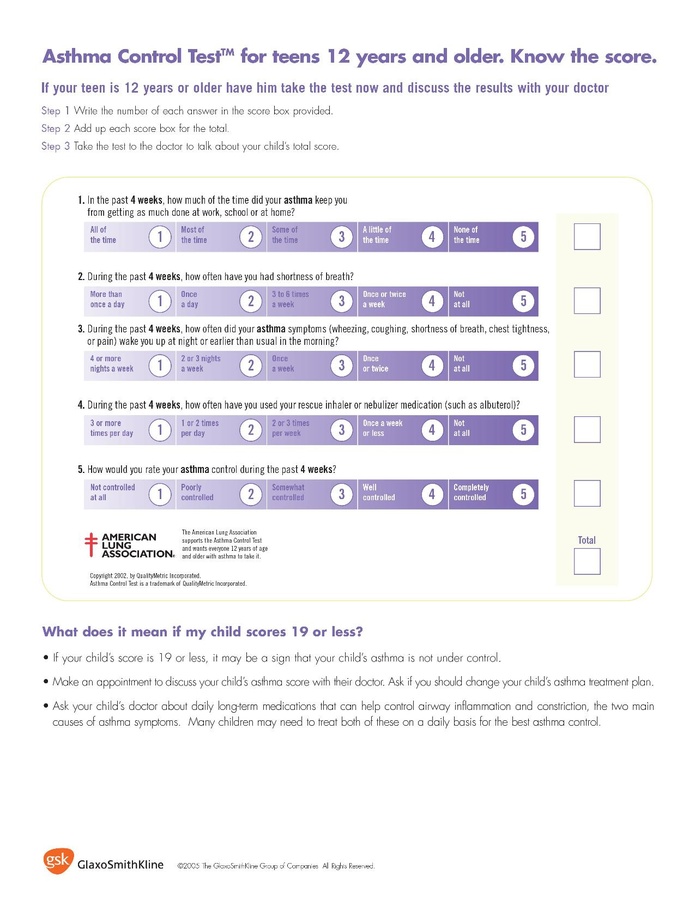 Asthma Control Test™ for teens 12 years and older. Know the score.
If your teen is 12 years or older have him take the test now and discuss the results with your doctor
Step 1 Write the number of each answer in the score box provided.
Step 2 Add up each score box for the total.
Step 3 Take the test to the doctor to talk about your child's total score.
1. In the past 4 weeks, how much of the time did your asthma keep you
from getting as much done at work, school or at home?
All of the time 1 Most of the time 2 Some of the time 3 A little of the time 4 None of the time 5
2. During the past 4 weeks, how often have you had shortness of breath?
More than once a day 1 Once a day 2 3 to 6 times a week 3 Once or twice a week 4 Not at all 5
3. During the past 4 weeks, how often did your asthma symptoms (wheezing, coughing, shortness of breath, chest tightness,
or pain) wake you up at night or earlier than usual in the morning?
4 or more nights a week 1 2 or 3 nights a week 2 Once a week 3 Once or twice 4 Not at all 5
4. During the past 4 weeks, how often have you used your rescue inhaler or nebulizer medication (such as albuterol)?
3 or more times per day 1 1 or 2 times per day 2 2 or 3 times per week 3 Once a week or less 4 Not at all 5
5. How would you rate your asthma control during the past 4 weeks?
Not controlled at all 1 Poorly controlled 2 Somewhat controlled 3 Well controlled 4 Completely controlled 5
AMERICAN
LUNG
ASSOCIATION®
The American Lung Association
supports the Asthma Control Test
and wants everyone 12 years of age
and older with asthma to take it.
Total
Copyright 2002, by QualityMetric Incorporated.
Asthma Control Test is a trademark of QualityMetric Incorporated.
What does it mean if my child scores 19 or less?
• If your child's score is 19 or less, it may be a sign that your child's asthma is not under control.
• Make an appointment to discuss your child's asthma score with their doctor. Ask if you should change your child's asthma treatment plan.
• Ask your child's doctor about daily long-term medications that can help control airway inflammation and constriction, the two main
causes of asthma symptoms. Many children may need to treat both of these on a daily basis for the best asthma control.
gsk GlaxoSmithKline
©2005 The GlaxoSmithKline Group of Companies All Rights Reserved.